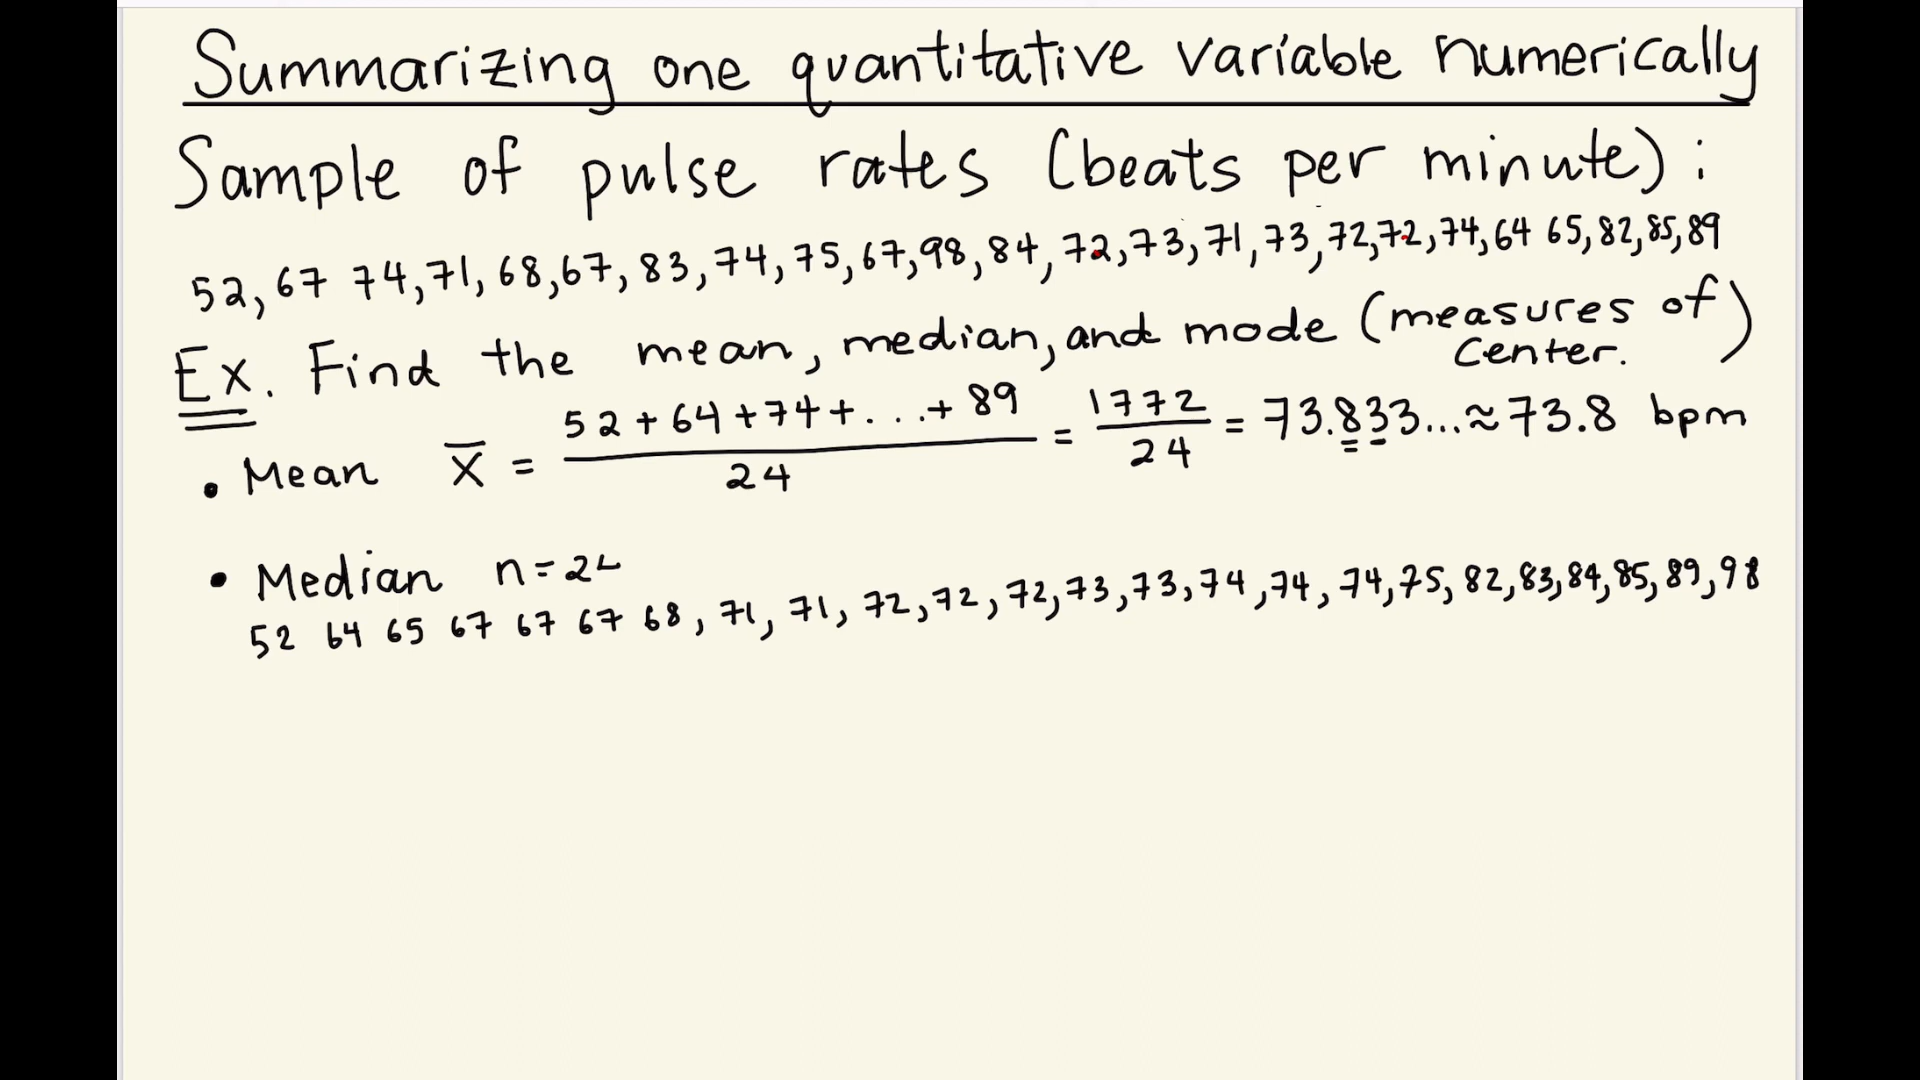 Summarizing one quantitative variable numerically
Sample of pulse rates (beats per minute) :
52, 67 74, 71, 68, 67, 83, 74, 75, 67, 98, 84, 72, 73, 71, 73, 72, 72, 74, 64 65, 82, 85, 89
Ex. Find the mean, median, and mode (measures of center.)
• Mean x̄ = 52 + 64 + 74 + . . . + 89 / 24 = 1772 / 24 = 73.833... ≈ 73.8 bpm
• Median n = 24
52 64 65 67 67 67 68, 71, 71, 72, 72, 72, 73, 73, 74, 74, 74, 75, 82, 83, 84, 85, 89, 98